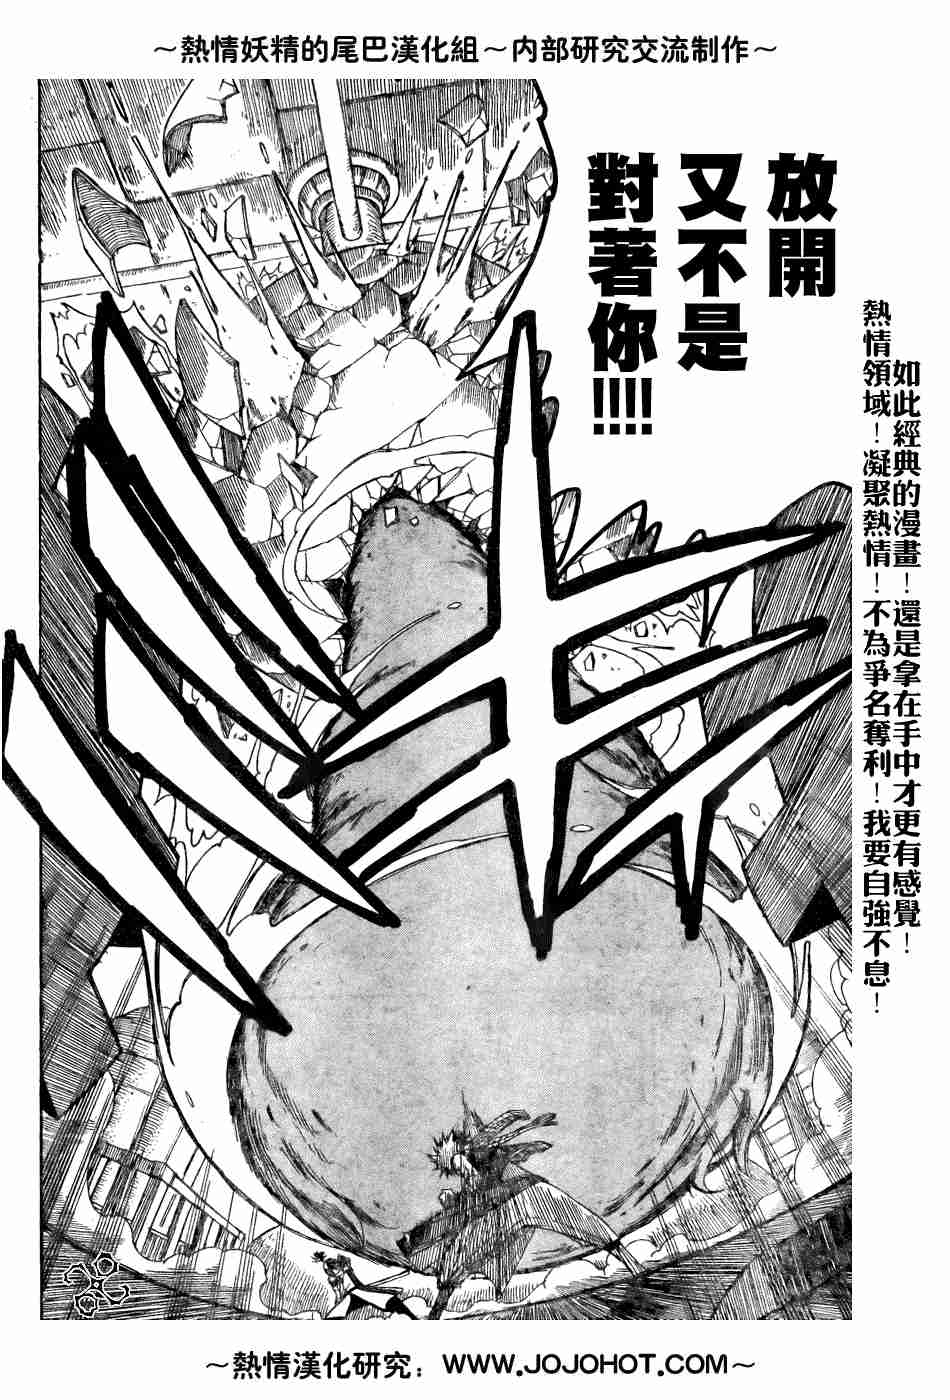 ～熱情妖精的尾巴漢化組～内部研究交流制作～
放開
又不是
對著你!!!!
如此經典的漫畫！還是拿在手中才更有感覺！
熱情領域！凝聚熱情！不為爭名奪利！我要自強不息！
～熱情漢化研究：WWW.JOJOHOT.COM～